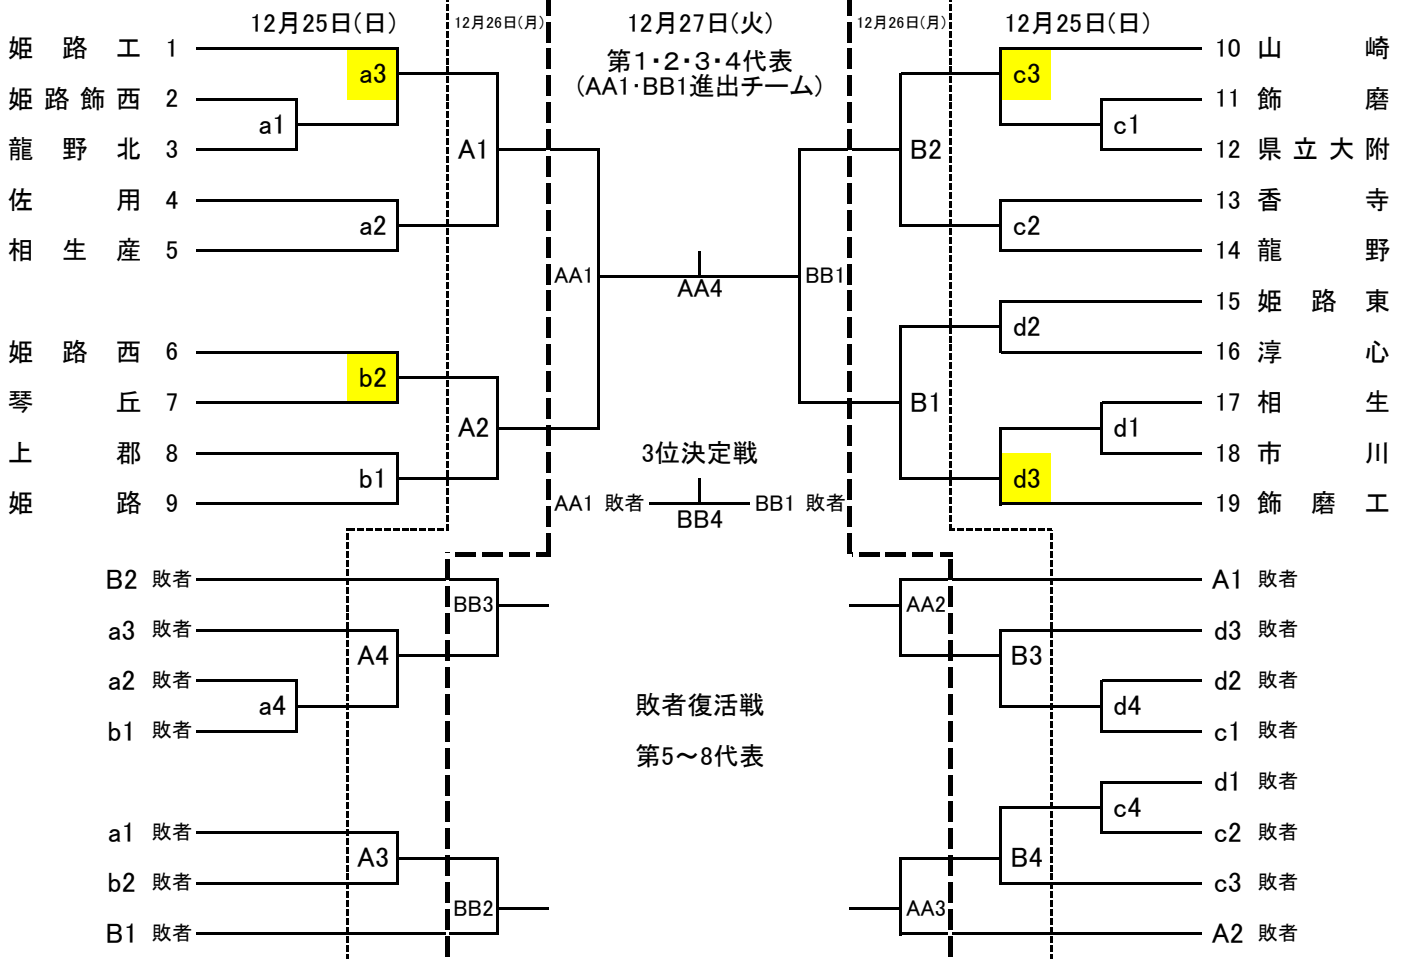 12月25日(日) 12月26日(月) 12月27日(火) 12月26日(月) 12月25日(日)
第1・2・3・4代表
(AA1・BB1進出チーム)
姫路工 1
姫路飾西 2
龍野北 3
佐用 4
相生産 5
姫路西 6
琴丘 7
上郡 8
姫路 9
a3
a1
a2
b2
b1
A1
A2
AA1
AA4
BB1
B2
B1
c3
c1
c2
d2
d1
d3
10 山崎
11 飾磨
12 県立大附
13 香寺
14 龍野
15 姫路東
16 淳心
17 相生
18 市川
19 飾磨工
3位決定戦
AA1 敗者 BB1 敗者
BB4
B2 敗者
a3 敗者
a2 敗者
b1 敗者
a1 敗者
b2 敗者
B1 敗者
BB3
A4
a4
A3
BB2
敗者復活戦
第5～8代表
AA2
B3
d4
c4
B4
AA3
A1 敗者
d3 敗者
d2 敗者
c1 敗者
d1 敗者
c2 敗者
c3 敗者
A2 敗者